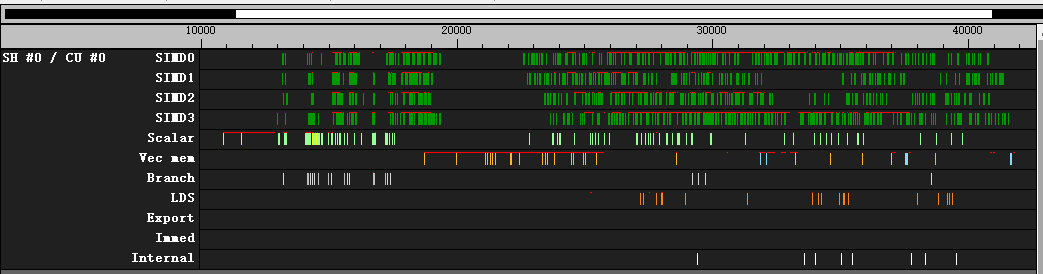 10000 20000 30000 40000
SH #0 / CU #0 SIMD0
SIMD1
SIMD2
SIMD3
Scalar
Vec mem
Branch
LDS
Export
Immed
Internal